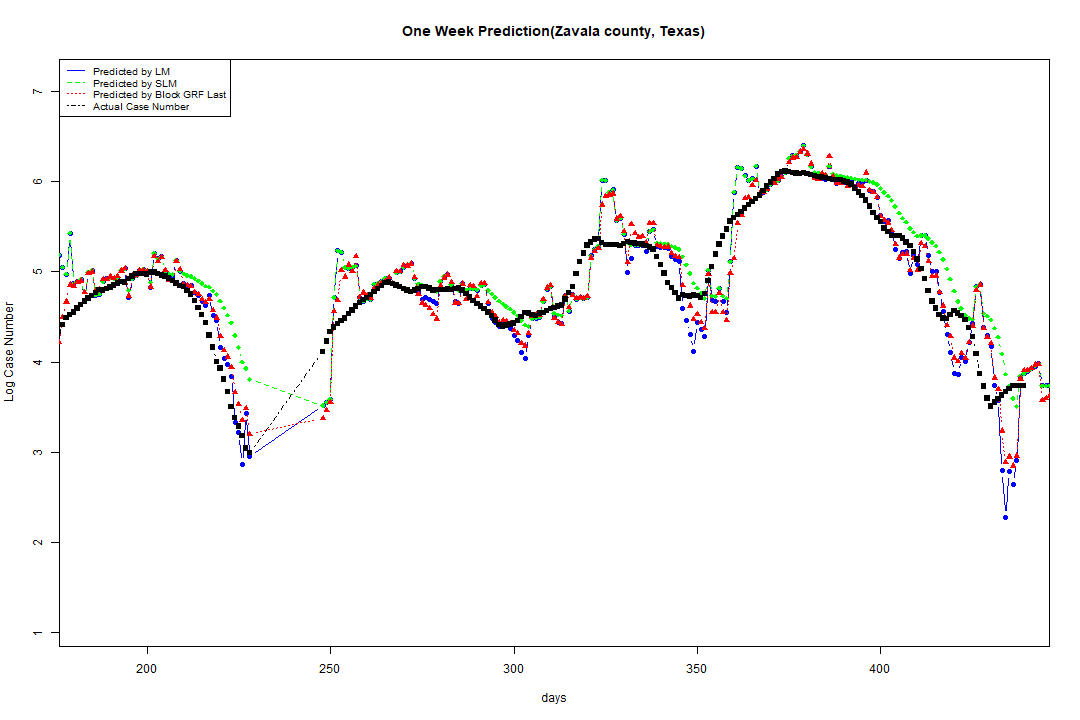 One Week Prediction(Zavala county, Texas)
Predicted by LM
Predicted by SLM
Predicted by Block GRF Last
Actual Case Number
7
6
5
4
3
2
1
Log Case Number
200 250 300 350 400
days